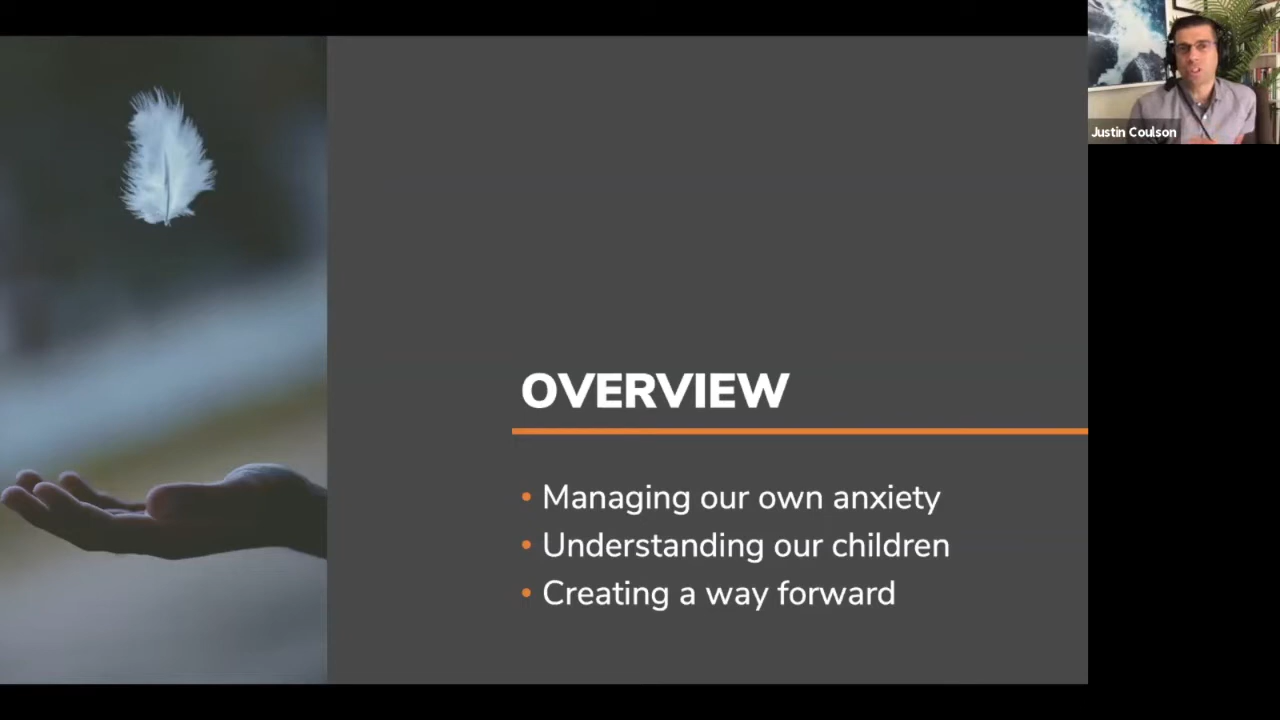 Justin Coulson
OVERVIEW
• Managing our own anxiety
• Understanding our children
• Creating a way forward